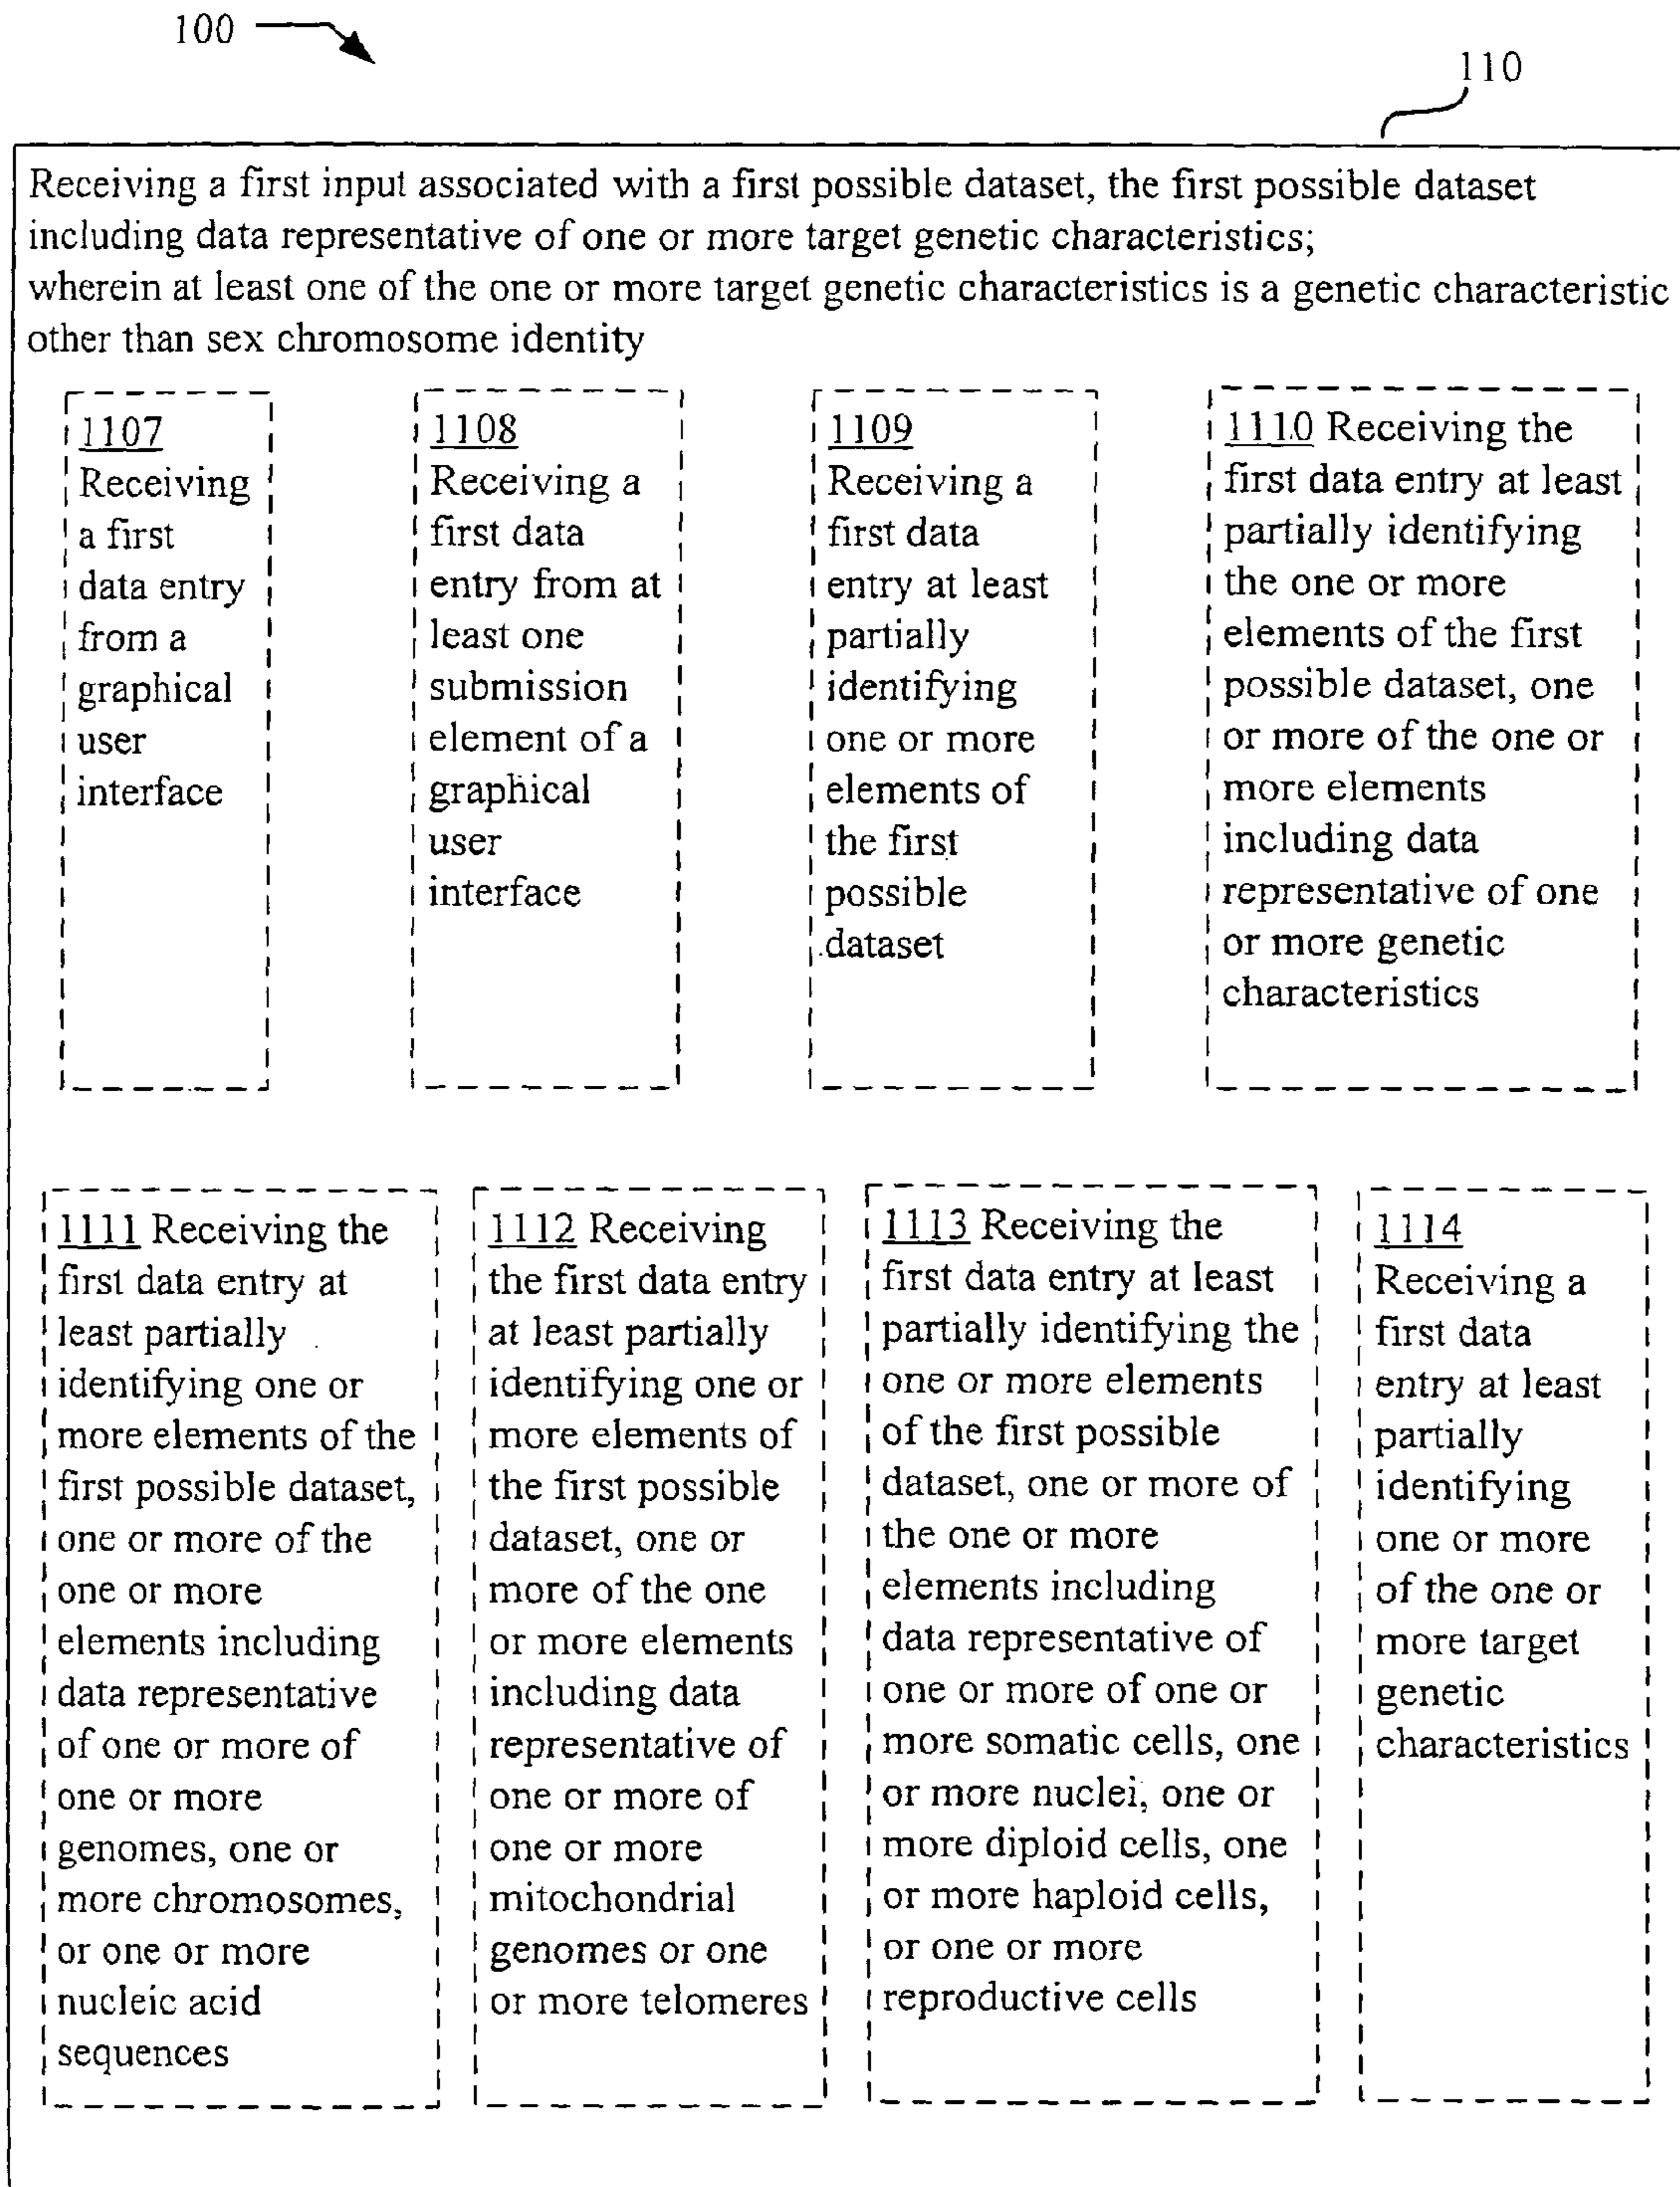 100
110
Receiving a first input associated with a first possible dataset, the first possible dataset
including data representative of one or more target genetic characteristics;
wherein at least one of the one or more target genetic characteristics is a genetic characteristic
other than sex chromosome identity
1107
Receiving
a first
data entry
from a
graphical
user
interface
1108
Receiving a
first data
entry from at
least one
submission
element of a
graphical
user
interface
1109
Receiving a
first data
entry at least
partially
identifying
one or more
elements of
the first
possible
dataset
1110 Receiving the
first data entry at least
partially identifying
the one or more
elements of the first
possible dataset, one
or more of the one or
more elements
including data
representative of one
or more genetic
characteristics
1111 Receiving the
first data entry at
least partially
identifying one or
more elements of the
first possible dataset,
one or more of the
one or more
elements including
data representative
of one or more of
one or more
genomes, one or
more chromosomes,
or one or more
nucleic acid
sequences
1112 Receiving
the first data entry
at least partially
identifying one or
more elements of
the first possible
dataset, one or
more of the one
or more elements
including data
representative of
one or more of
one or more
mitochondrial
genomes or one
or more telomeres
1113 Receiving the
first data entry at least
partially identifying the
one or more elements
of the first possible
dataset, one or more of
the one or more
elements including
data representative of
one or more of one or
more somatic cells, one
or more nuclei, one or
more diploid cells, one
or more haploid cells,
or one or more
reproductive cells
1114
Receiving a
first data
entry at least
partially
identifying
one or more
of the one or
more target
genetic
characteristics